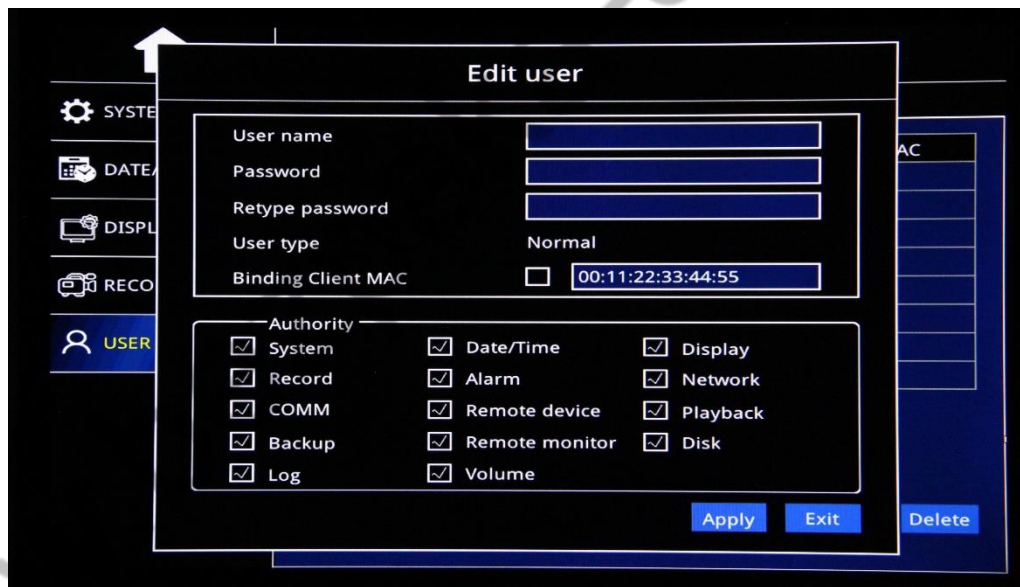 Edit user
SYSTE
DATE/
DISPL
RECO
USER
AC
User name
Password
Retype password
User type Normal
Binding Client MAC 00:11:22:33:44:55
Authority
System Date/Time Display
Record Alarm Network
COMM Remote device Playback
Backup Remote monitor Disk
Log Volume
Apply Exit Delete